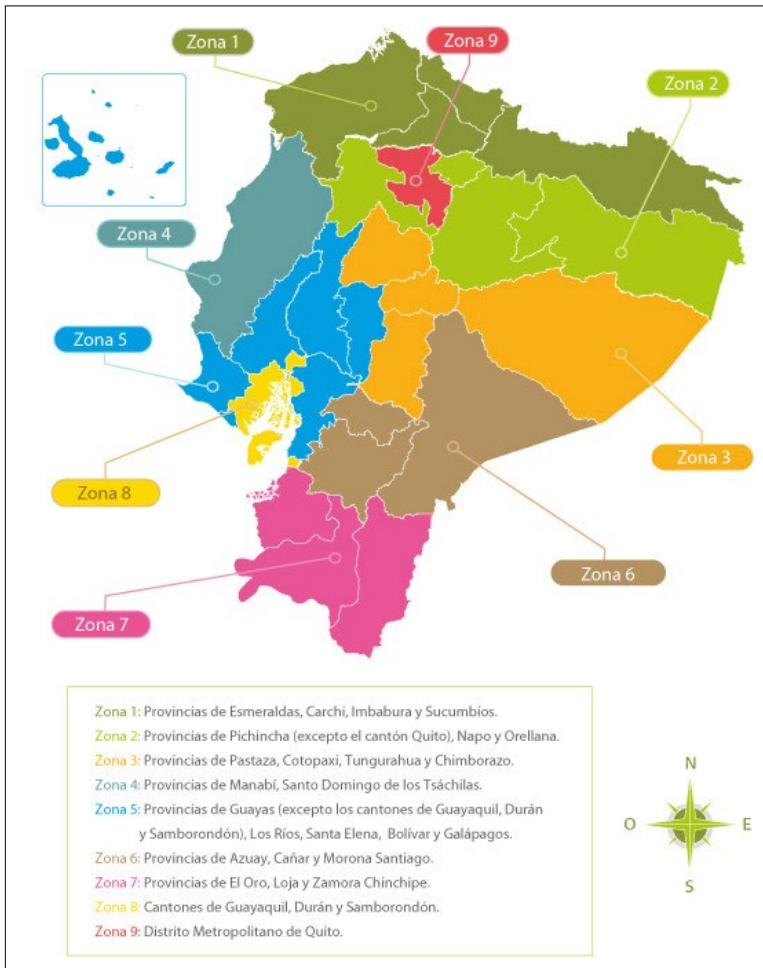 Zona 1
Zona 9
Zona 2
Zona 4
Zona 5
Zona 8
Zona 3
Zona 6
Zona 7
Zona 1: Provincias de Esmeraldas, Carchi, Imbabura y Sucumbíos.
Zona 2: Provincias de Pichincha (excepto el cantón Quito), Napo y Orellana.
Zona 3: Provincias de Pastaza, Cotopaxi, Tungurahua y Chimborazo.
Zona 4: Provincias de Manabí, Santo Domingo de los Tsáchilas.
Zona 5: Provincias de Guayas (excepto los cantones de Guayaquil, Durán
y Samborondón), Los Ríos, Santa Elena, Bolívar y Galápagos.
Zona 6: Provincias de Azuay, Cañar y Morona Santiago.
Zona 7: Provincias de El Oro, Loja y Zamora Chinchipe.
Zona 8: Cantones de Guayaquil, Durán y Samborondón.
Zona 9: Distrito Metropolitano de Quito.
N
O E
S